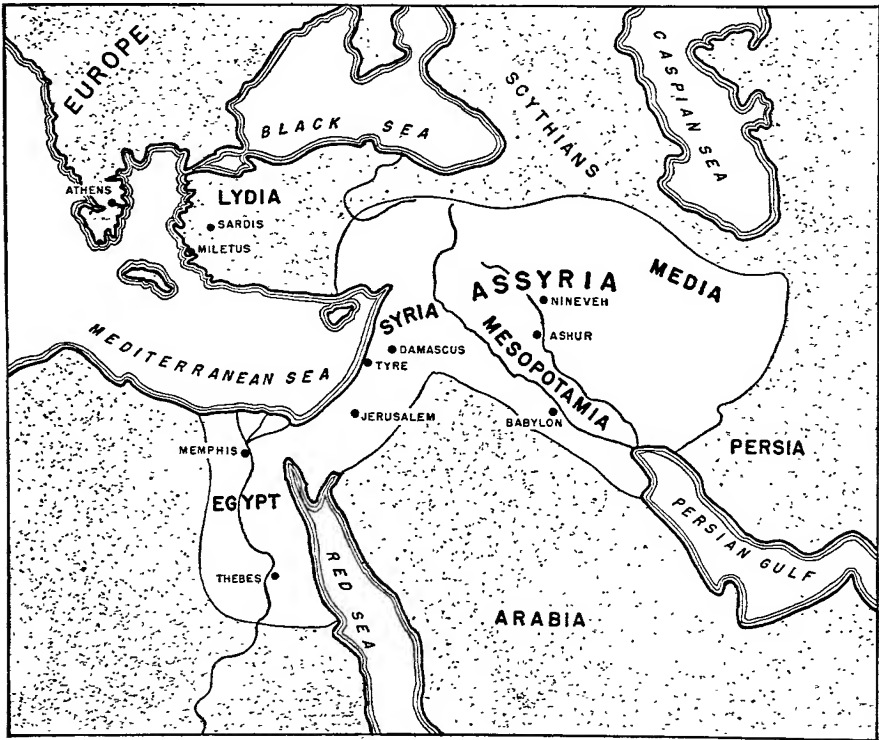 EUROPE
BLACK SEA
SCYTHIANS
CASPIAN SEA
ATHENS
LYDIA
SARDIS
MILETUS
ASSYRIA
MEDIA
NINEVEH
SYRIA
ASHUR
MESOPOTAMIA
MEDITERRANEAN SEA
DAMASCUS
TYRE
JERUSALEM
BABYLON
MEMPHIS
PERSIA
EGYPT
PERSIAN GULF
THEBES
RED SEA
ARABIA